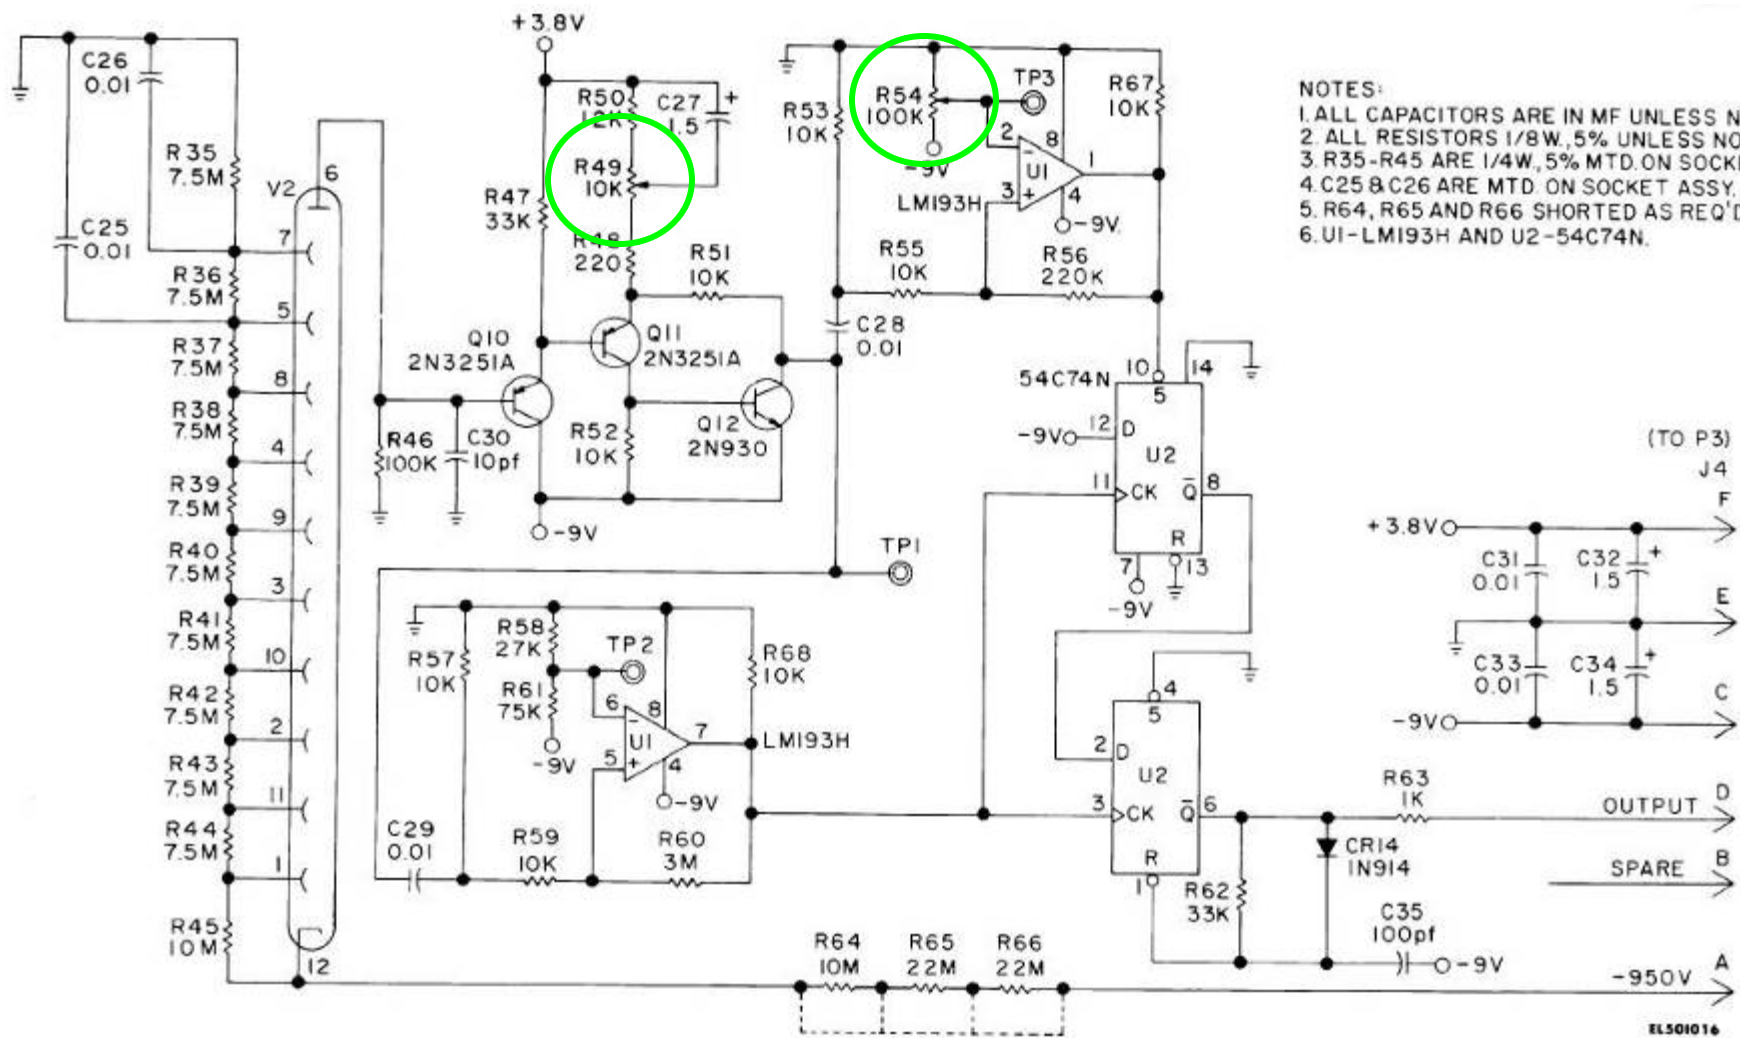 +3.8V
C26
0.01
R50
12K
C27
1.5
+
R53
10K
R54
100K
-9V
TP3
R67
10K
2
-
8
U1
1
3
+
4
LM193H
-9V
NOTES:
1. ALL CAPACITORS ARE IN MF UNLESS N
2. ALL RESISTORS 1/8W., 5% UNLESS NO
3. R35-R45 ARE 1/4W, 5% MTD. ON SOCK
4. C25 & C26 ARE MTD. ON SOCKET ASSY.
5. R64, R65 AND R66 SHORTED AS REQ'D
6. U1-LM193H AND U2-54C74N.
R35
7.5M
V2
6
R49
10K
R47
33K
C25
0.01
7
R48
220
R51
10K
R55
10K
R56
220K
R36
7.5M
5
C28
0.01
R37
7.5M
Q10
2N3251A
Q11
2N3251A
8
54C74N
10
14
5
R38
7.5M
R46
100K
C30
10pf
R52
10K
Q12
2N930
-9V
12
D
U2
11
CK
Q̄
8
R
7
13
-9V
(TO P3)
J4
F
4
R39
7.5M
9
-9V
+3.8V
R40
7.5M
TP1
C31
0.01
C32
1.5
+
3
E
R41
7.5M
R58
27K
TP2
R57
10K
R68
10K
10
C33
0.01
C34
1.5
+
4
5
R42
7.5M
R61
75K
6
-
8
U1
7
5
+
4
LM193H
-9V
-9V
2
-9V
C
2
D
U2
R43
7.5M
11
3
CK
Q̄
6
R63
1K
OUTPUT
D
R44
7.5M
C29
0.01
R59
10K
R60
3M
R
1
R62
33K
CR14
1N914
SPARE
B
1
R45
10M
12
R64
10M
R65
22M
R66
22M
C35
100pf
-9V
-950V
A
EL501016